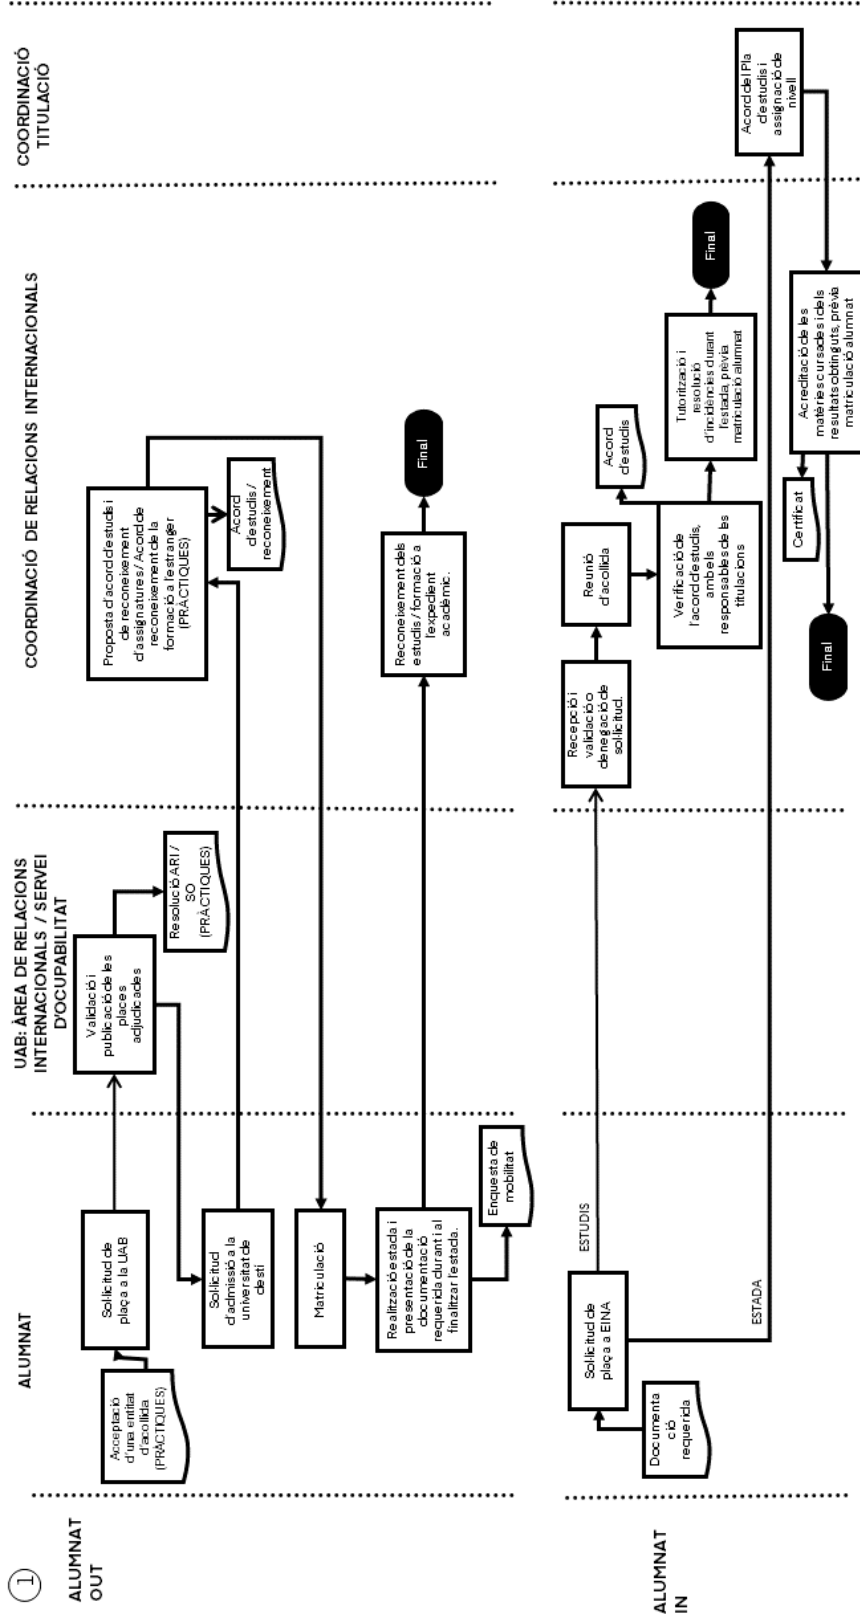 1
ALUMNAT
OUT
ALUMNAT
UAB: ÀREA DE RELACIONS
INTERNACIONALS / SERVEI
D'OCUPABILITAT
COORDINACIÓ DE RELACIONS INTERNACIONALS
COORDINACIÓ
TITULACIÓ
Acceptació
d'una entitat
d'acollida
(PRÀCTIQUES)
Sol·licitud de
plaça a la UAB
Validació i
publicació de les
places
adjudicades
Resolució ARI /
SO
(PRÀCTIQUES)
Sol·licitud
d'admissió a la
universitat de
destí
Proposta d'acord d'estudis i
de reconeixement
d'assignatures / Acord de
reconeixement de la
formació a l'estranger
(PRÀCTIQUES)
Acord
d'estudis /
reconeixement
Matriculació
Realització estada i
presentació de la
documentació
requerida durant i al
finalitzar l'estada.
Enquesta de
mobilitat
Reconeixement dels
estudis / formació a
l'expedient
acadèmic.
Final
ALUMNAT
IN
Documenta
ció
requerida
Sol·licitud de
plaça a EINA
ESTUDIS
ESTADA
Recepció i
validació o
denegació de
sol·licitud.
Reunió
d'acollida
Verificació de
l'acord d'estudis,
amb els
responsables de les
titulacions
Acord
d'estudis
Tutorització i
resolució
d'incidències durant
l'estada, prèvia
matriculació alumnat
Final
Acord del Pla
d'estudis i
assignació de
nivell
Acreditació de les
matèries cursades i dels
resultats obtinguts, prèvia
matriculació alumnat
Certificat
Final